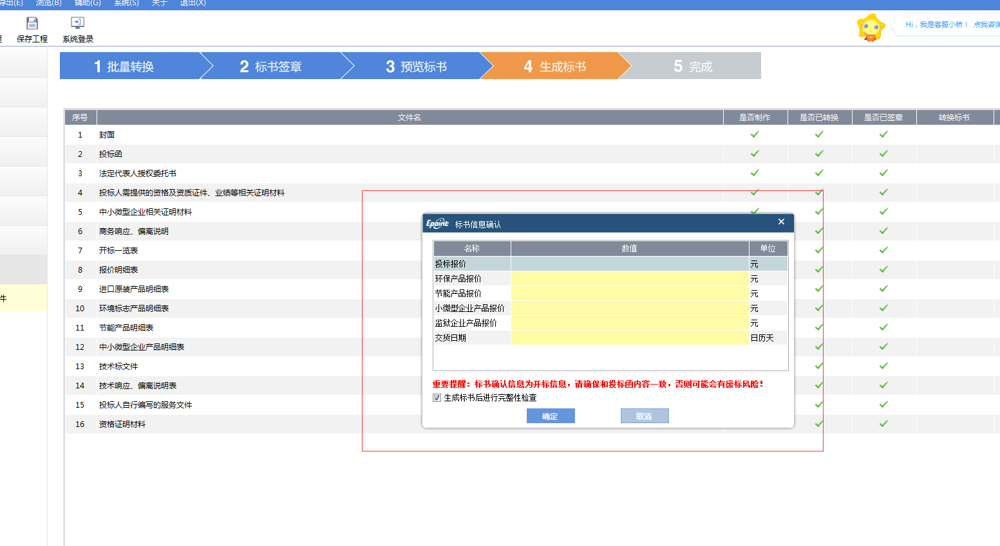 导出(E) 浏览(B) 辅助(G) 系统(S) 关于 退出(X)
保存工程 系统登录
Hi，我是客服小桥！ 点我咨询
1 批量转换 2 标书签章 3 预览标书 4 生成标书 5 完成
序号 文件名 是否制作 是否已转换 是否已签章 转换标书
1 封面
2 投标函
3 法定代表人授权委托书
4 投标人需提供的资格及资质证件、业绩等相关证明材料
5 中小微型企业相关证明材料
6 商务响应、偏离说明
7 开标一览表
8 报价明细表
9 进口原装产品明细表
10 环境标志产品明细表
11 节能产品明细表
12 中小微型企业产品明细表
13 技术标文件
14 技术响应、偏离说明表
15 投标人自行编写的服务文件
16 资格证明材料
件
Epoint 标书信息确认
名称 数值 单位
投标报价 元
环保产品报价 元
节能产品报价 元
小微型企业产品报价 元
监狱企业产品报价 元
交货日期 日历天
重要提醒：标书确认信息为开标信息，请确保和投标函内容一致，否则可能会有废标风险！
生成标书后进行完整性检查
确定 取消